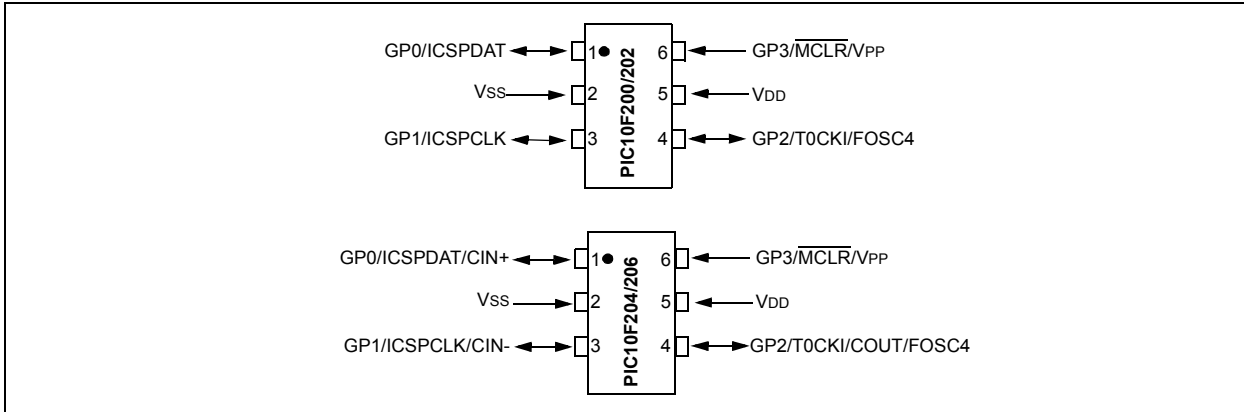 GP0/ICSPDAT 1 6 GP3/MCLR/VPP
VSS 2 5 VDD
GP1/ICSPCLK 3 4 GP2/T0CKI/FOSC4
PIC10F200/202
GP0/ICSPDAT/CIN+ 1 6 GP3/MCLR/VPP
VSS 2 5 VDD
GP1/ICSPCLK/CIN- 3 4 GP2/T0CKI/COUT/FOSC4
PIC10F204/206